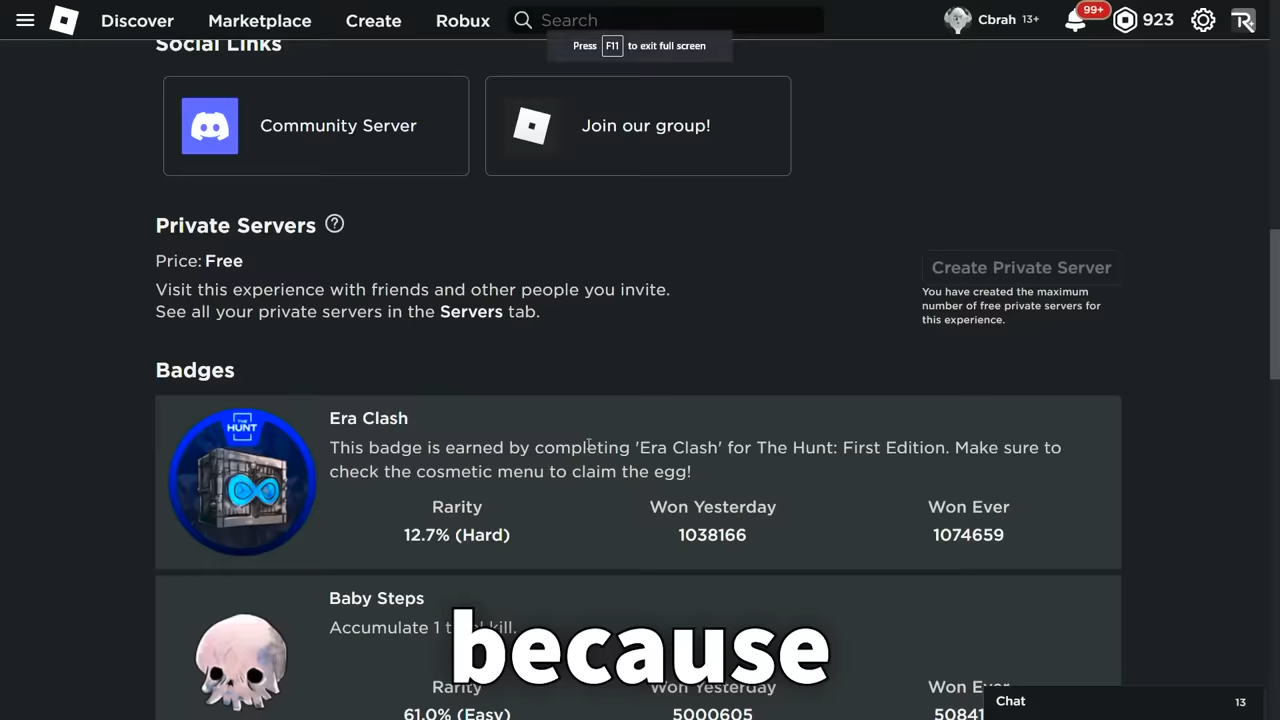 Discover
Marketplace
Create
Robux
Search
Cbrah 13+
99+
923
Press F11 to exit full screen
Social Links
Community Server
Join our group!
Private Servers
Price: Free
Create Private Server
Visit this experience with friends and other people you invite.
See all your private servers in the Servers tab.
You have created the maximum
number of free private servers for
this experience.
Badges
THE HUNT
Era Clash
This badge is earned by completing 'Era Clash' for The Hunt: First Edition. Make sure to
check the cosmetic menu to claim the egg!
Rarity
Won Yesterday
Won Ever
12.7% (Hard)
1038166
1074659
Baby Steps
Accumulate 1 kill.
because
Rarity
Won Yesterday
Won Ever
61.0% (Easy)
5000605
Chat
13